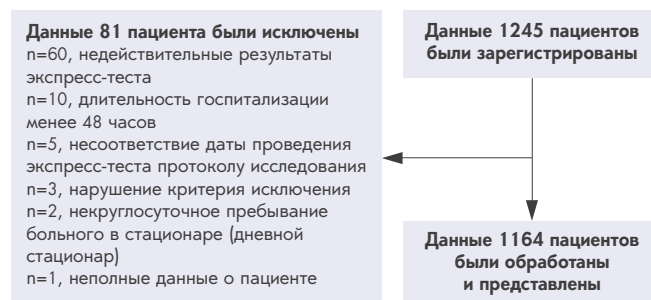 Данные 81 пациента были исключены
n=60, недействительные результаты
экспресс-теста
n=10, длительность госпитализации
менее 48 часов
n=5, несоответствие даты проведения
экспресс-теста протоколу исследования
n=3, нарушение критерия исключения
n=2, некруглосуточное пребывание
больного в стационаре (дневной
стационар)
n=1, неполные данные о пациенте
Данные 1245 пациентов
были зарегистрированы
Данные 1164 пациентов
были обработаны
и представлены